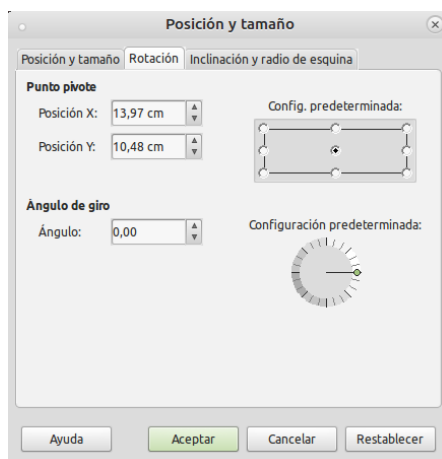 Posición y tamaño
Posición y tamaño Rotación Inclinación y radio de esquina
Punto pivote
Posición X: 13,97 cm
Config. predeterminada:
Posición Y: 10,48 cm
Ángulo de giro
Ángulo: 0,00
Configuración predeterminada:
Ayuda Aceptar Cancelar Restablecer